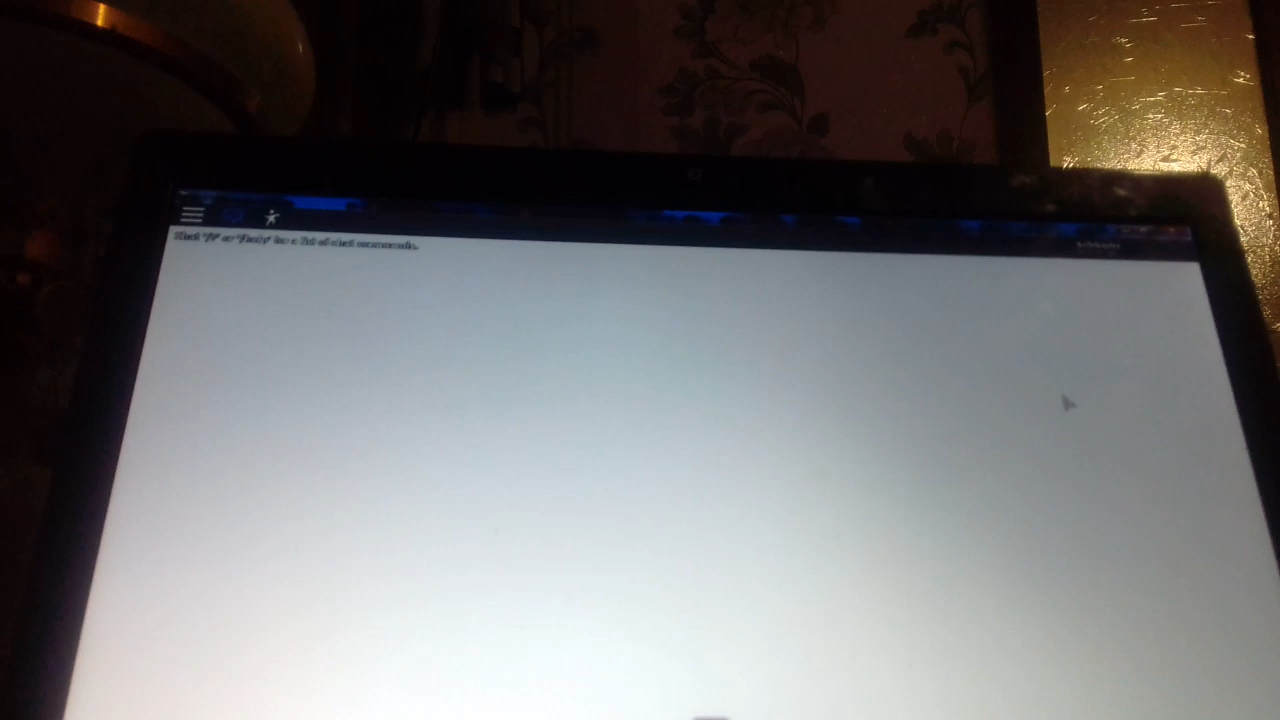 Chat "/?" or "/help" for a list of chat commands.